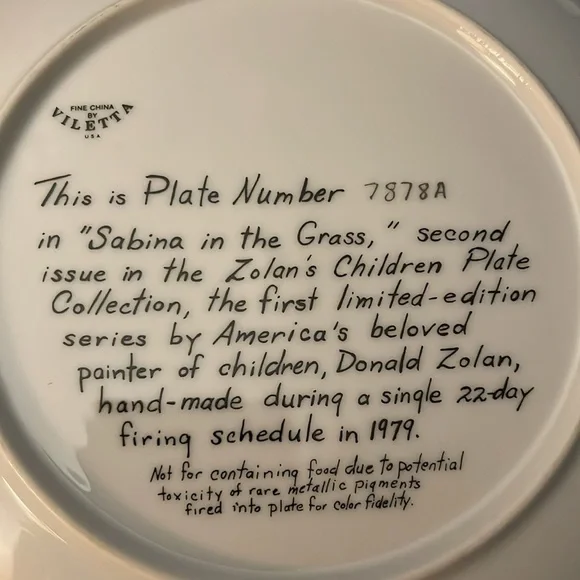 FINE CHINA
BY
VILETTA
USA
This is Plate Number 7878A
in "Sabina in the Grass," second
issue in the Zolan's Children Plate
Collection, the first limited-edition
series by America's beloved
painter of children, Donald Zolan,
hand-made during a single 22-day
firing schedule in 1979.
Not for containing food due to potential
toxicity of rare metallic pigments
fired into plate for color fidelity.